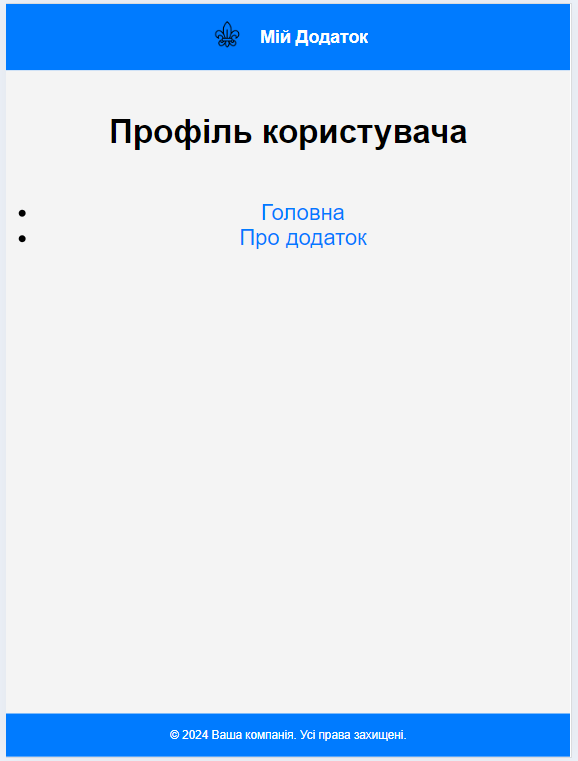 Мій Додаток
Профіль користувача
Головна
Про додаток
© 2024 Ваша компанія. Усі права захищені.